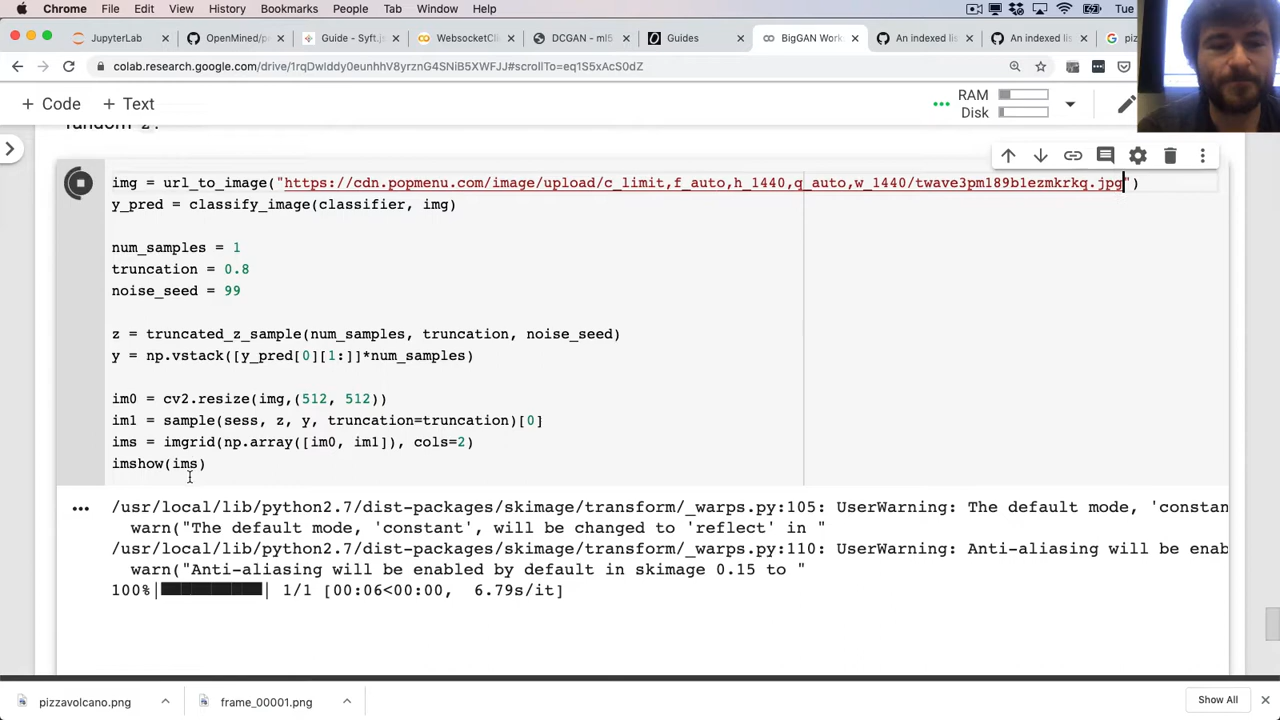 Chrome File Edit View History Bookmarks People Tab Window Help Tue
JupyterLab OpenMined/p Guide - Syft.j WebsocketCli DCGAN - ml5 Guides BigGAN Work An indexed lis An indexed lis piz
colab.research.google.com/drive/1rqDwlddy0eunhhV8yrznG4SNiB5XWFJJ#scrollTo=eq1S5xAcS0dZ
+ Code + Text RAM Disk
random z.
img = url_to_image("https://cdn.popmenu.com/image/upload/c_limit,f_auto,h_1440,q_auto,w_1440/twave3pm189b1ezmkrkq.jpg")
y_pred = classify_image(classifier, img)
num_samples = 1
truncation = 0.8
noise_seed = 99
z = truncated_z_sample(num_samples, truncation, noise_seed)
y = np.vstack([y_pred[0][1:]]*num_samples)
im0 = cv2.resize(img,(512, 512))
im1 = sample(sess, z, y, truncation=truncation)[0]
ims = imgrid(np.array([im0, im1]), cols=2)
imshow(ims)
/usr/local/lib/python2.7/dist-packages/skimage/transform/_warps.py:105: UserWarning: The default mode, 'constant
warn("The default mode, 'constant', will be changed to 'reflect' in "
/usr/local/lib/python2.7/dist-packages/skimage/transform/_warps.py:110: UserWarning: Anti-aliasing will be enab
warn("Anti-aliasing will be enabled by default in skimage 0.15 to "
100%| | 1/1 [00:06<00:00, 6.79s/it]
pizzavolcano.png frame_00001.png Show All